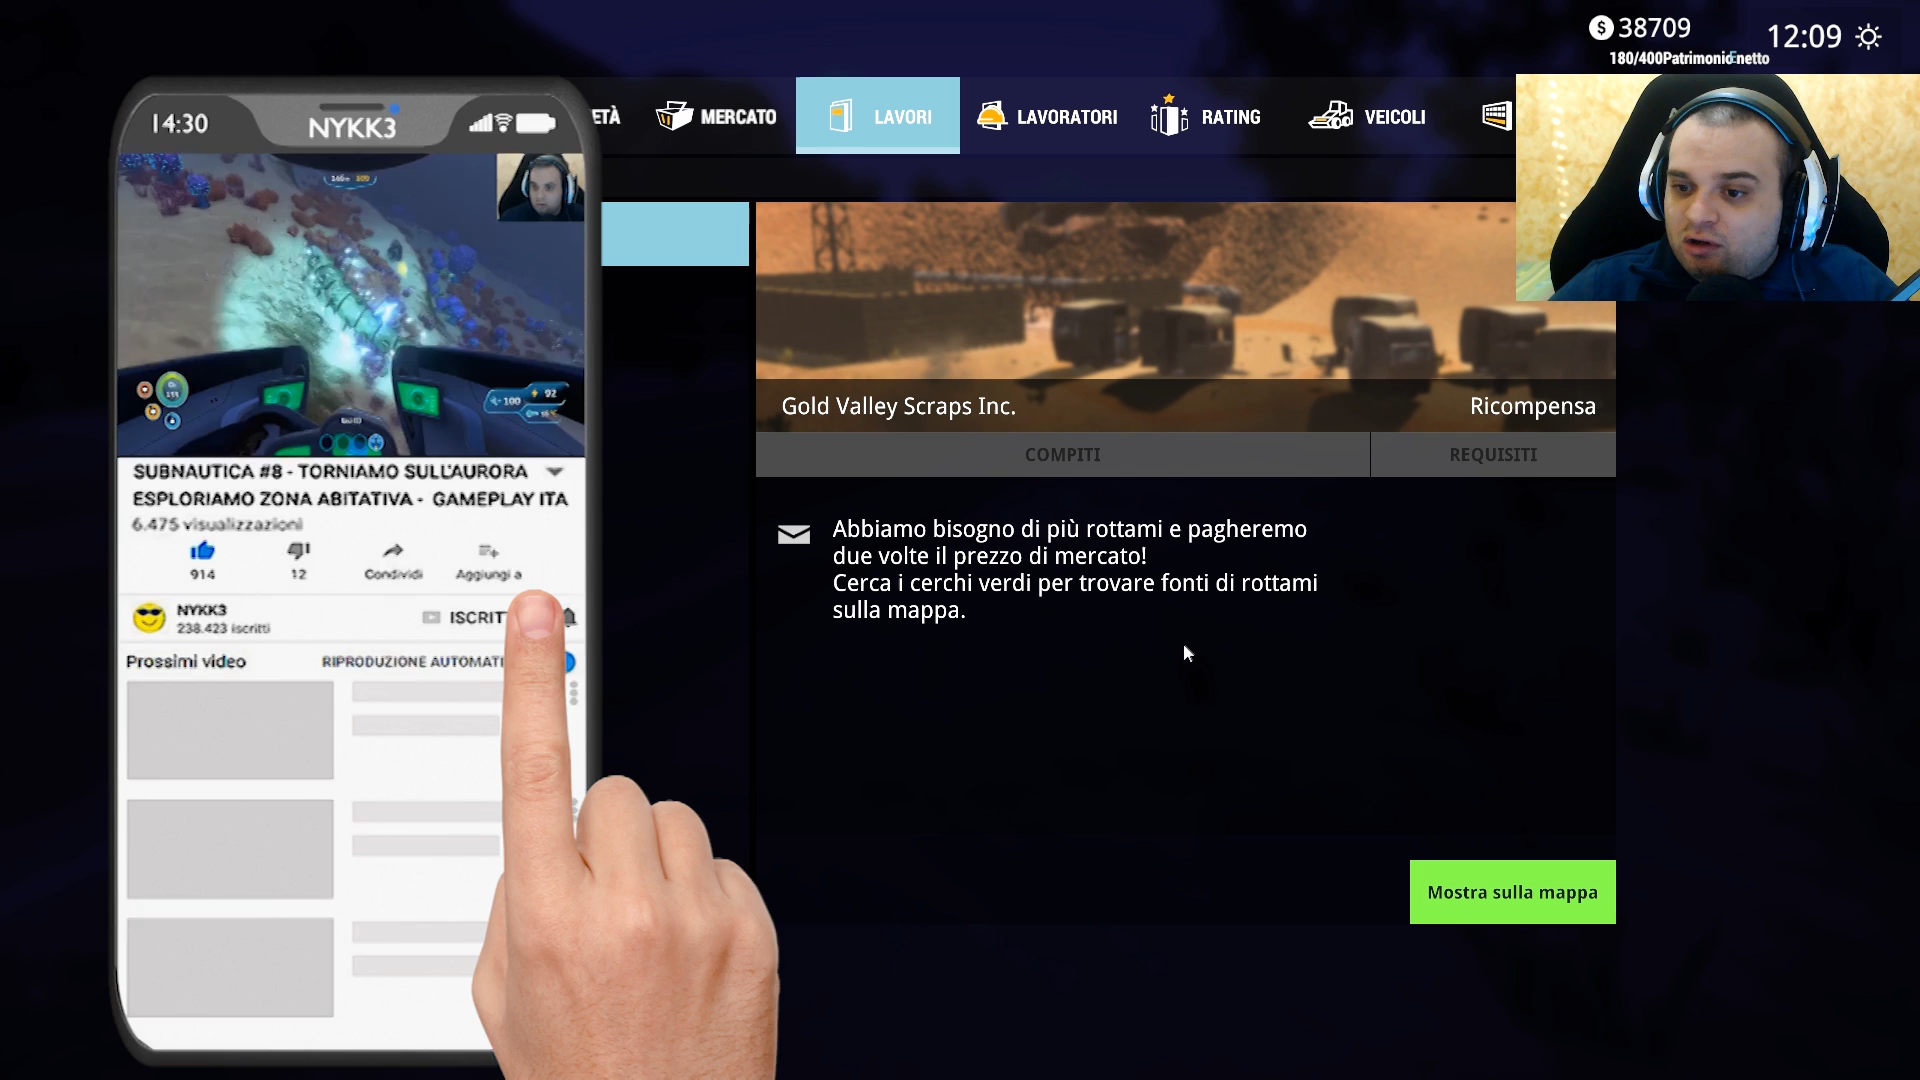 $ 38709
12:09
180/400Patrimonio netto
ETÀ
MERCATO
LAVORI
LAVORATORI
RATING
VEICOLI
14:30
NYKK3
100
92
SUBNAUTICA #8 - TORNIAMO SULL'AURORA
ESPLORIAMO ZONA ABITATIVA - GAMEPLAY ITA
6.475 visualizzazioni
914
12
Condividi
Aggiungi a
NYKK3
238.423 iscritti
ISCRIT
Prossimi video
RIPRODUZIONE AUTOMATI
Gold Valley Scraps Inc.
Ricompensa
COMPITI
REQUISITI
Abbiamo bisogno di più rottami e pagheremo
due volte il prezzo di mercato!
Cerca i cerchi verdi per trovare fonti di rottami
sulla mappa.
Mostra sulla mappa